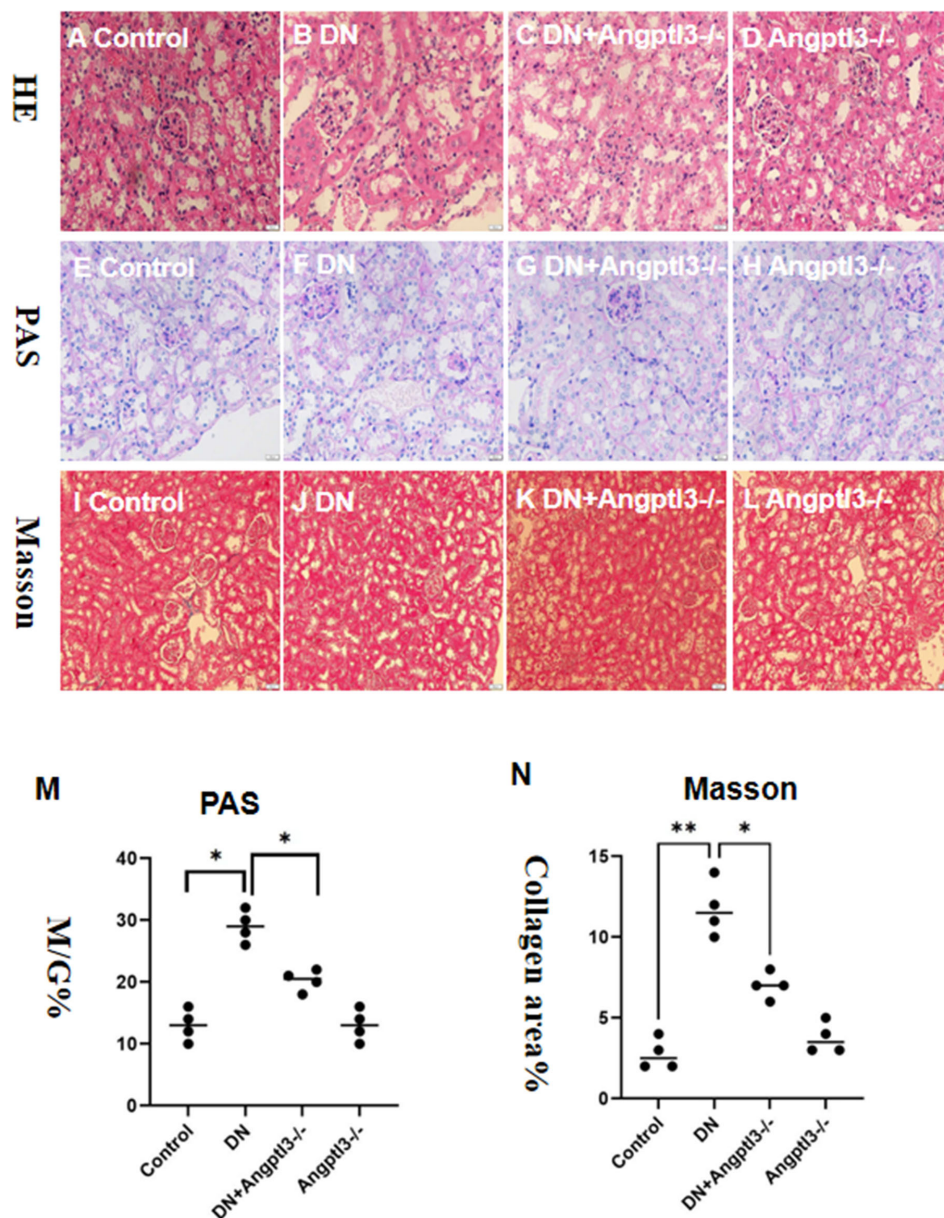 HE
A Control
B DN
C DN+Angptl3-/-
D Angptl3-/-
PAS
E Control
F DN
G DN+Angptl3-/-
H Angptl3-/-
Masson
I Control
J DN
K DN+Angptl3-/-
L Angptl3-/-
M
PAS
* *
M/G%
40
30
20
10
0
Control
DN
DN+Angptl3-/-
Angptl3-/-
N
Masson
** *
Collagen area%
15
10
5
0
Control
DN
DN+Angptl3-/-
Angptl3-/-